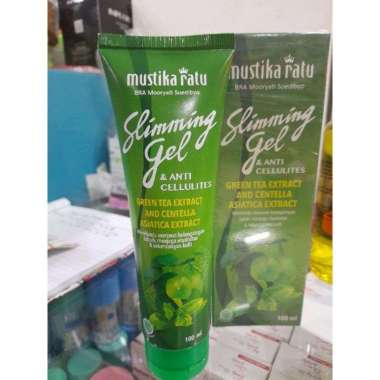 mustika ratu
BRA Mooryati Soedibyo
Slimming
Gel
& ANTI
CELLULITES
GREEN TEA EXTRACT
AND CENTELLA
ASIATICA EXTRACT
100 ml
mustika ratu
BRA Mooryati Soedibyo
Slimming
Gel
& ANTI
CELLULITES
GREEN TEA EXTRACT
AND CENTELLA
ASIATICA EXTRACT
100 ml